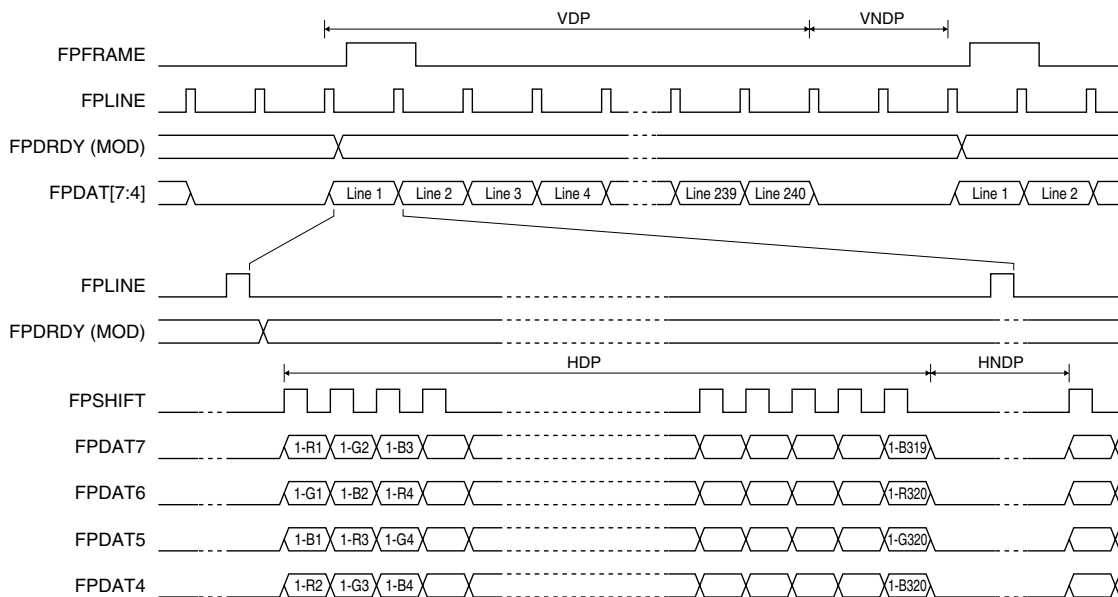 VDP VNDP
FPFRAME
FPLINE
FPDRDY (MOD)
FPDAT[7:4] Line 1 Line 2 Line 3 Line 4 Line 239 Line 240 Line 1 Line 2
FPLINE
FPDRDY (MOD)
HDP HNDP
FPSHIFT
FPDAT7 1-R1 1-G2 1-B3 1-B319
FPDAT6 1-G1 1-B2 1-R4 1-R320
FPDAT5 1-B1 1-R3 1-G4 1-G320
FPDAT4 1-R2 1-G3 1-B4 1-B320